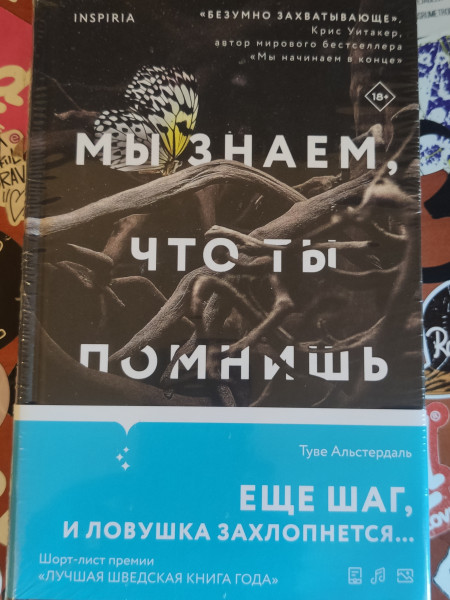 INSPIRIA
«БЕЗУМНО ЗАХВАТЫВАЮЩЕ».
Крис Уитакер,
автор мирового бестселлера
«Мы начинаем в конце»
18+
МЫ ЗНАЕМ,
ЧТО ТЫ
ПОМНИШЬ
Туве Альстердаль
ЕЩЕ ШАГ,
И ЛОВУШКА ЗАХЛОПНЕТСЯ...
Шорт-лист премии
«ЛУЧШАЯ ШВЕДСКАЯ КНИГА ГОДА»